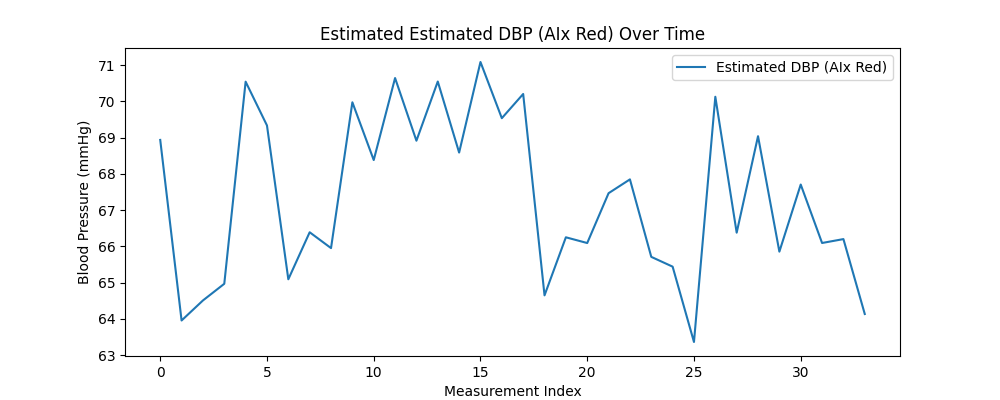 Estimated Estimated DBP (AIx Red) Over Time
Estimated DBP (AIx Red)
Blood Pressure (mmHg)
71
70
69
68
67
66
65
64
63
0 5 10 15 20 25 30
Measurement Index